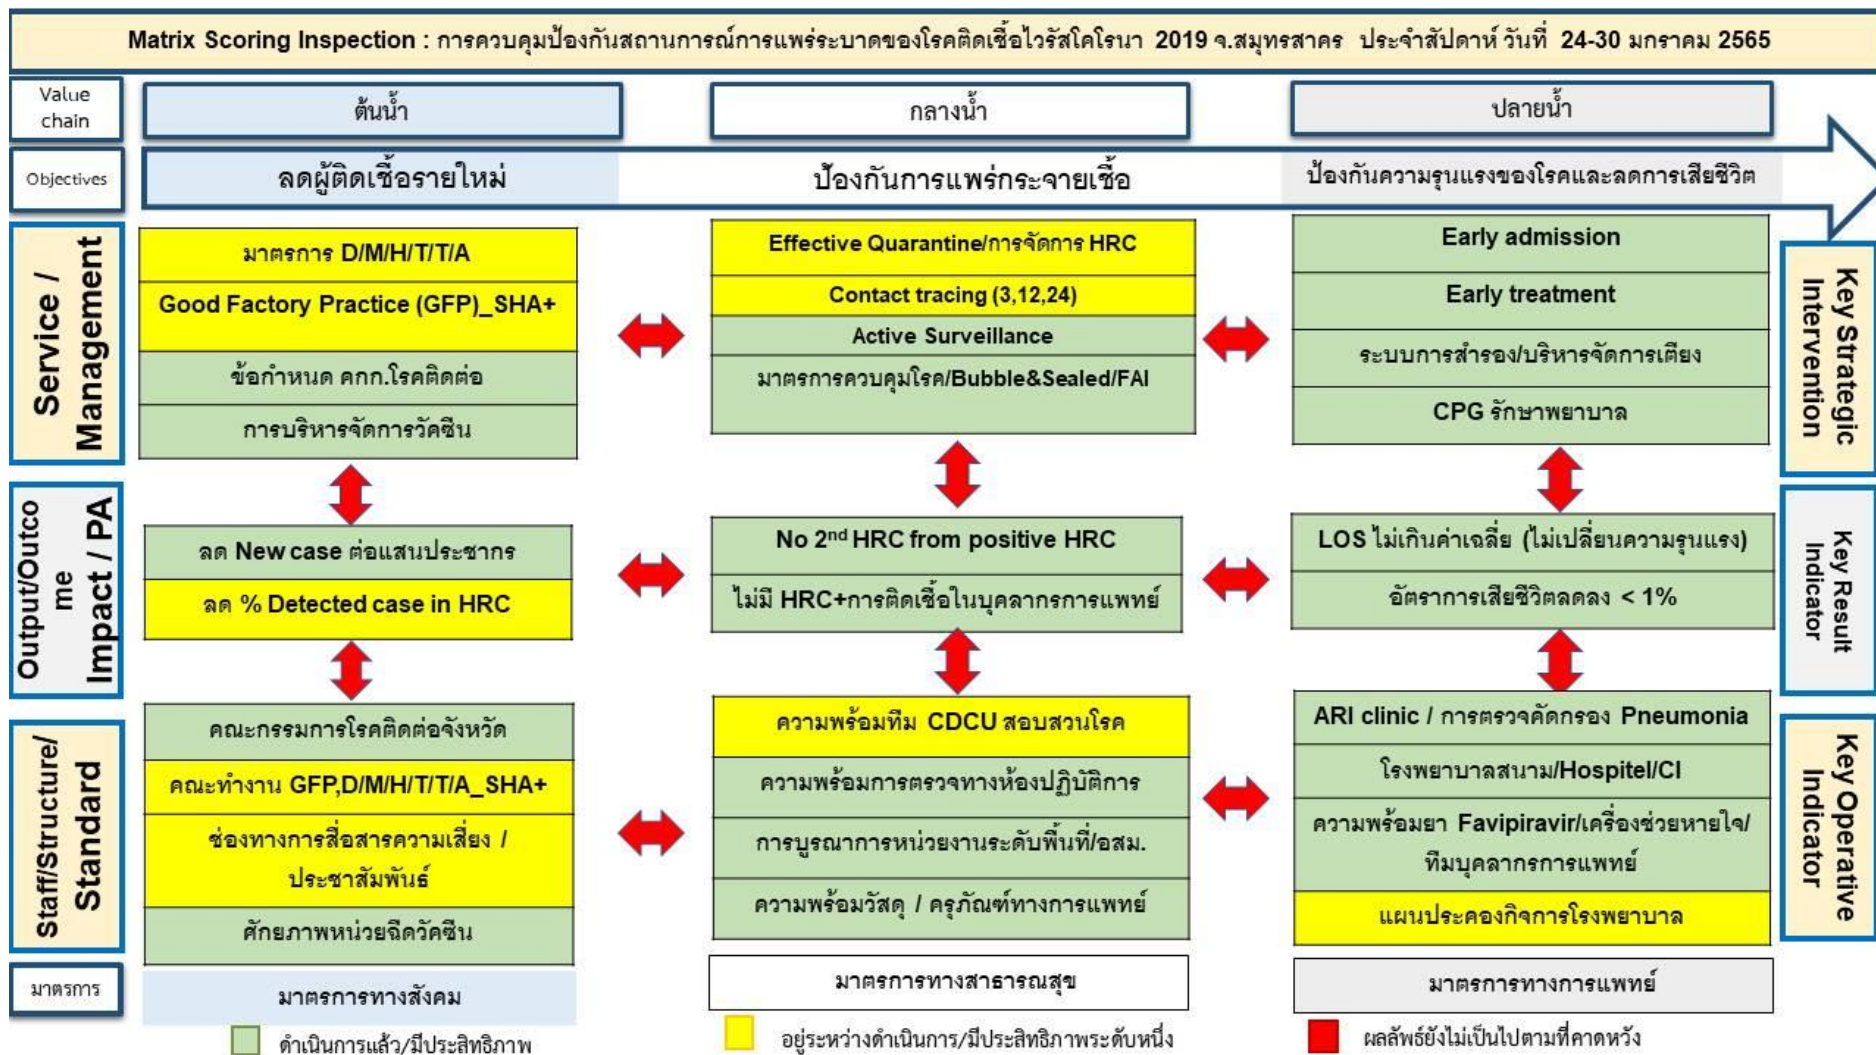 Matrix Scoring Inspection : การควบคุมป้องกันสถานการณ์การแพร่ระบาดของโรคติดเชื้อไวรัสโคโรนา 2019 จ.สมุทรสาคร ประจำสัปดาห์ วันที่ 24-30 มกราคม 2565
Value
chain
ต้นน้ำ
กลางน้ำ
ปลายน้ำ
Objectives
ลดผู้ติดเชื้อรายใหม่
ป้องกันการแพร่กระจายเชื้อ
ป้องกันความรุนแรงของโรคและลดการเสียชีวิต
Service /
Management
มาตรการ D/M/H/T/T/A
Good Factory Practice (GFP)_SHA+
ข้อกำหนด คกก.โรคติดต่อ
การบริหารจัดการวัคซีน
Effective Quarantine/การจัดการ HRC
Contact tracing (3,12,24)
Active Surveillance
มาตรการควบคุมโรค/Bubble&Sealed/FAI
Early admission
Early treatment
ระบบการสำรอง/บริหารจัดการเตียง
CPG รักษาพยาบาล
Key Strategic
Intervention
Output/Outco
me
Impact / PA
ลด New case ต่อแสนประชากร
ลด % Detected case in HRC
No 2nd HRC from positive HRC
ไม่มี HRC+การติดเชื้อในบุคลากรการแพทย์
LOS ไม่เกินค่าเฉลี่ย (ไม่เปลี่ยนความรุนแรง)
อัตราการเสียชีวิตลดลง < 1%
Key Result
Indicator
Staff/Structure/
Standard
คณะกรรมการโรคติดต่อจังหวัด
คณะทำงาน GFP,D/M/H/T/T/A_SHA+
ช่องทางการสื่อสารความเสี่ยง /
ประชาสัมพันธ์
ศักยภาพหน่วยฉีดวัคซีน
ความพร้อมทีม CDCU สอบสวนโรค
ความพร้อมการตรวจทางห้องปฏิบัติการ
การบูรณาการหน่วยงานระดับพื้นที่/อสม.
ความพร้อมวัสดุ / ครุภัณฑ์ทางการแพทย์
ARI clinic / การตรวจคัดกรอง Pneumonia
โรงพยาบาลสนาม/Hospitel/CI
ความพร้อมยา Favipiravir/เครื่องช่วยหายใจ/
ทีมบุคลากรการแพทย์
แผนประคองกิจการโรงพยาบาล
Key Operative
Indicator
มาตรการ
มาตรการทางสังคม
มาตรการทางสาธารณสุข
มาตรการทางการแพทย์
ดำเนินการแล้ว/มีประสิทธิภาพ
อยู่ระหว่างดำเนินการ/มีประสิทธิภาพระดับหนึ่ง
ผลลัพธ์ยังไม่เป็นไปตามที่คาดหวัง